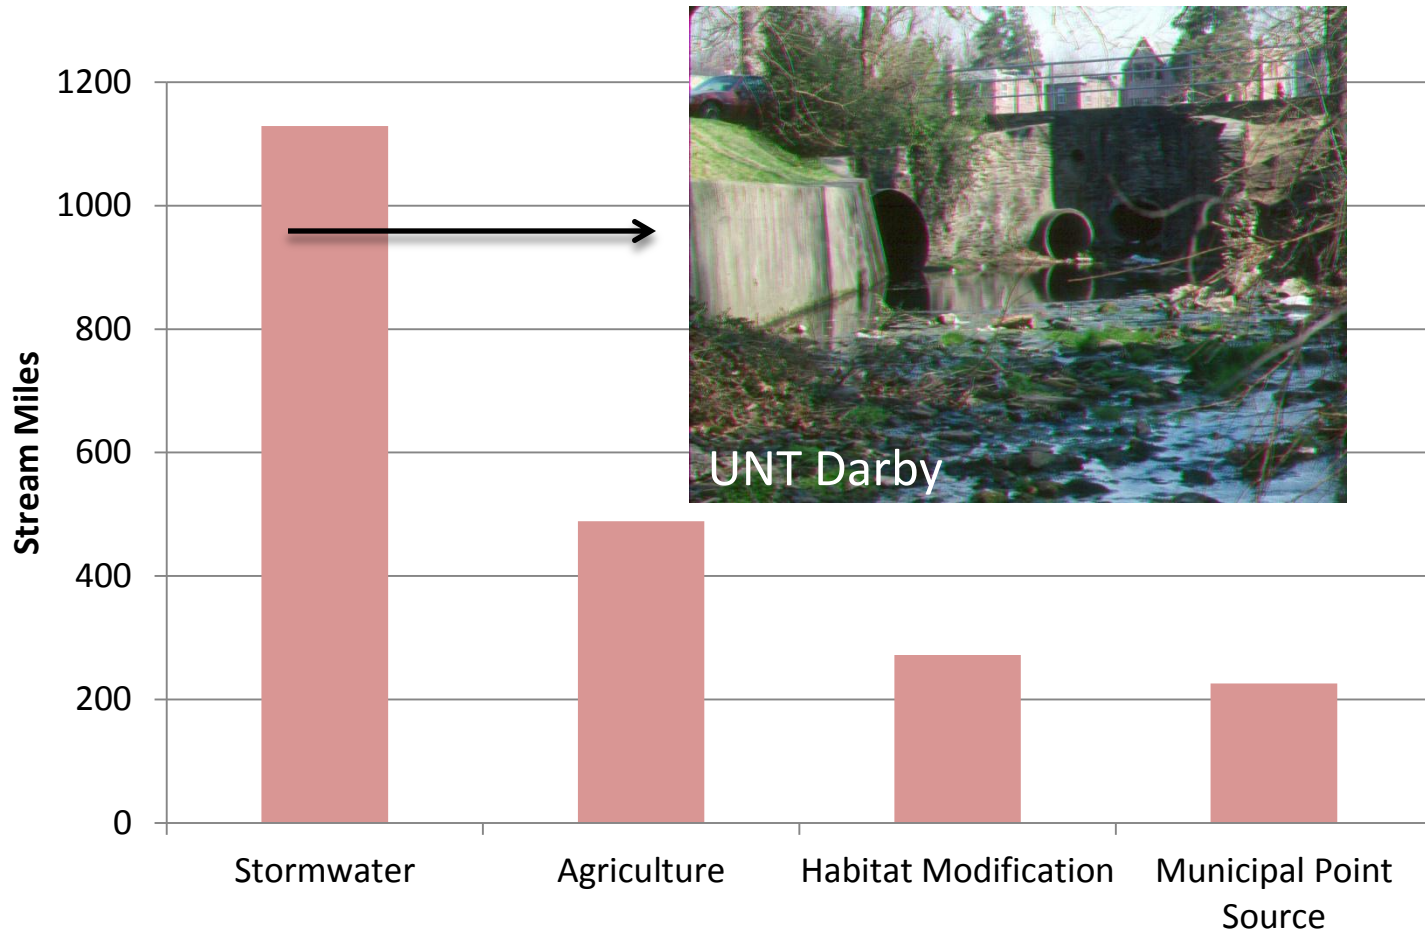 1200
1000
800
600
400
200
0
Stream Miles
UNT Darby
Stormwater
Agriculture
Habitat Modification
Municipal Point
Source